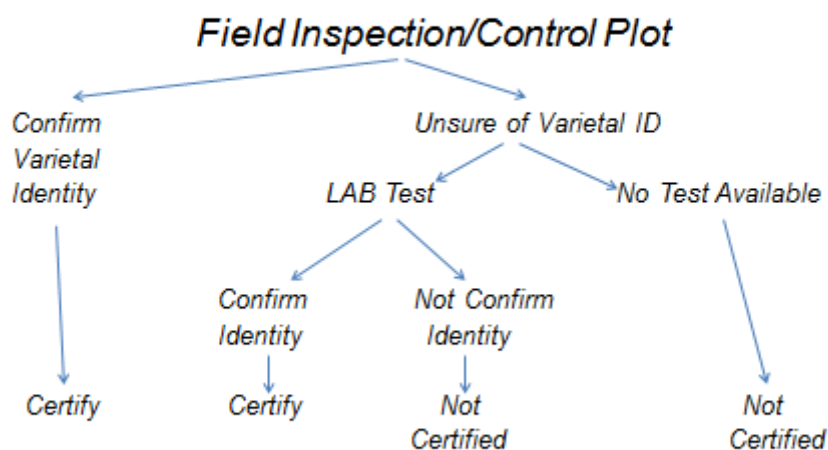 Field Inspection/Control Plot
Confirm
Varietal
Identity
Unsure of Varietal ID
LAB Test
No Test Available
Confirm
Identity
Not Confirm
Identity
Certify
Certify
Not
Certified
Not
Certified